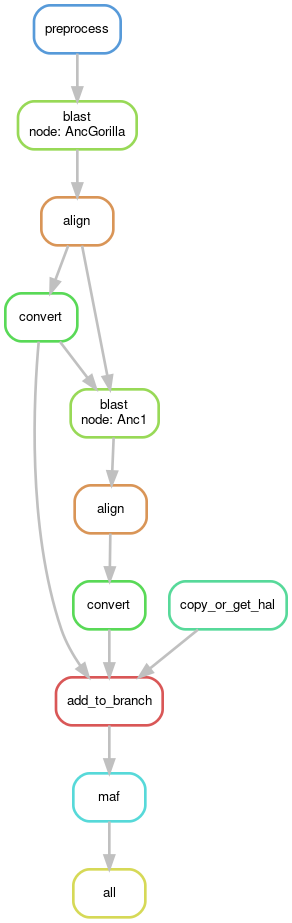 preprocess
blast
node: AncGorilla
align
convert
blast
node: Anc1
align
convert
copy_or_get_hal
add_to_branch
maf
all